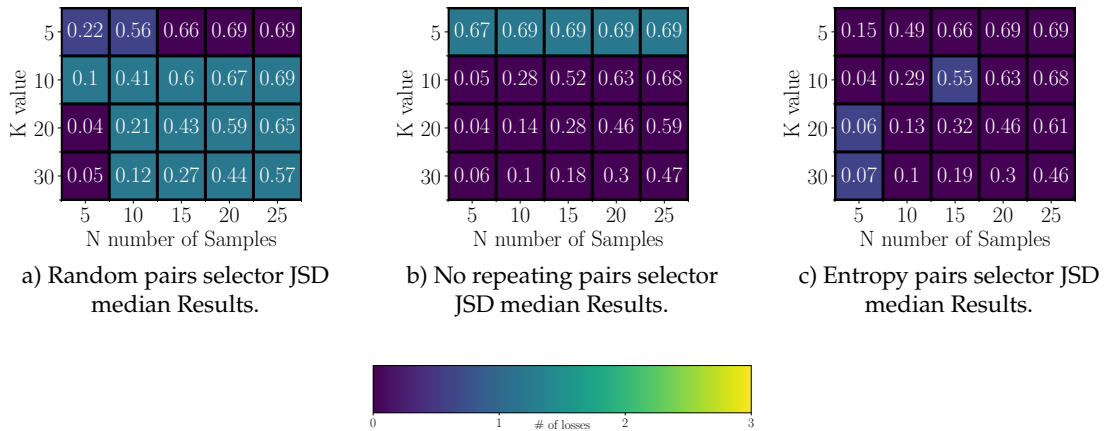 5 0.22 0.56 0.66 0.69 0.69
10 0.1 0.41 0.6 0.67 0.69
20 0.04 0.21 0.43 0.59 0.65
30 0.05 0.12 0.27 0.44 0.57
K value
5 10 15 20 25
N number of Samples
a) Random pairs selector JSD
median Results.
5 0.67 0.69 0.69 0.69 0.69
10 0.05 0.28 0.52 0.63 0.68
20 0.04 0.14 0.28 0.46 0.59
30 0.06 0.1 0.18 0.3 0.47
K value
5 10 15 20 25
N number of Samples
b) No repeating pairs selector
JSD median Results.
5 0.15 0.49 0.66 0.69 0.69
10 0.04 0.29 0.55 0.63 0.68
20 0.06 0.13 0.32 0.46 0.61
30 0.07 0.1 0.19 0.3 0.46
K value
5 10 15 20 25
N number of Samples
c) Entropy pairs selector JSD
median Results.
0 1 2 3
# of losses